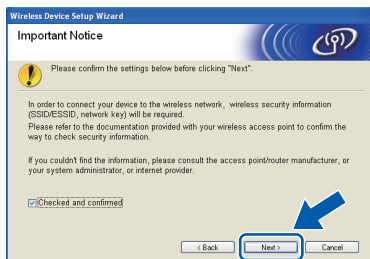 Wireless Device Setup Wizard
Important Notice
Please confirm the settings below before clicking "Next".
In order to connect your device to the wireless network, wireless security information
(SSID/ESSID, network key) will be required.
Please refer to the documentation provided with your wireless access point to confirm the
way to check security information.
If you couldn't find the information, please consult the access point/router manufacturer, or
your system administrator, or internet provider.
Checked and confirmed
< Back
Next >
Cancel